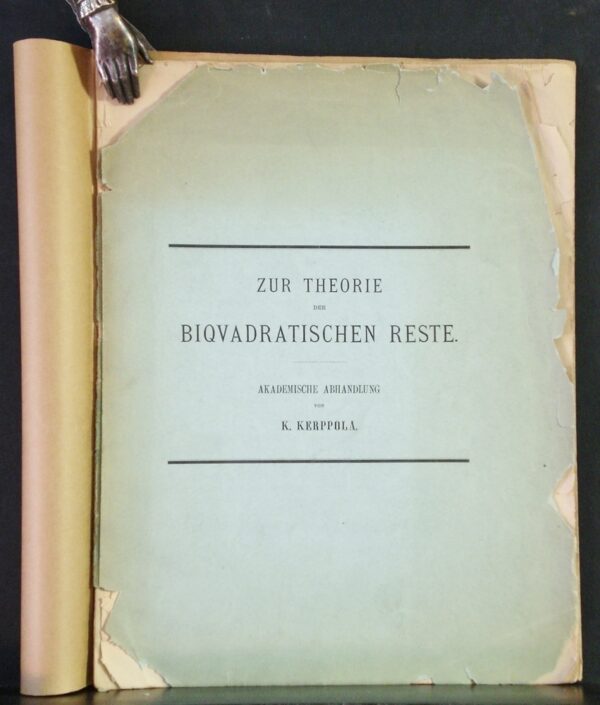 ZUR THEORIE
DER
BIQVADRATISCHEN RESTE.
AKADEMISCHE ABHANDLUNG
VON
K. KERPPOLA.